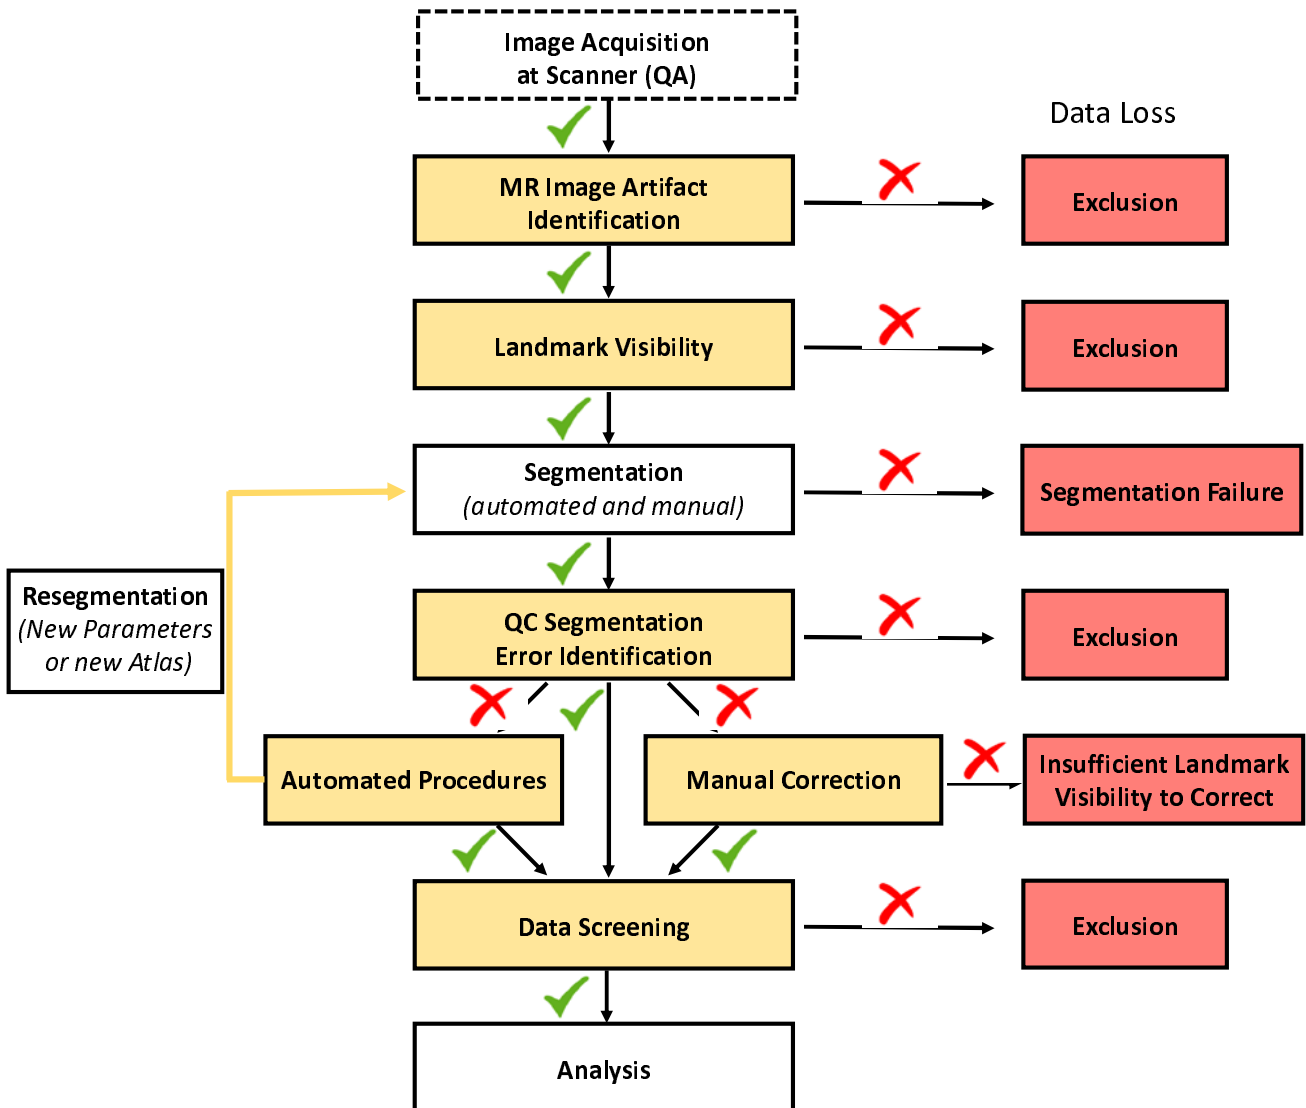 Image Acquisition
at Scanner (QA)
Data Loss
MR Image Artifact
Identification
Exclusion
Landmark Visibility
Exclusion
Segmentation
(automated and manual)
Segmentation Failure
Resegmentation
(New Parameters
or new Atlas)
QC Segmentation
Error Identification
Exclusion
Automated Procedures
Manual Correction
Insufficient Landmark
Visibility to Correct
Data Screening
Exclusion
Analysis